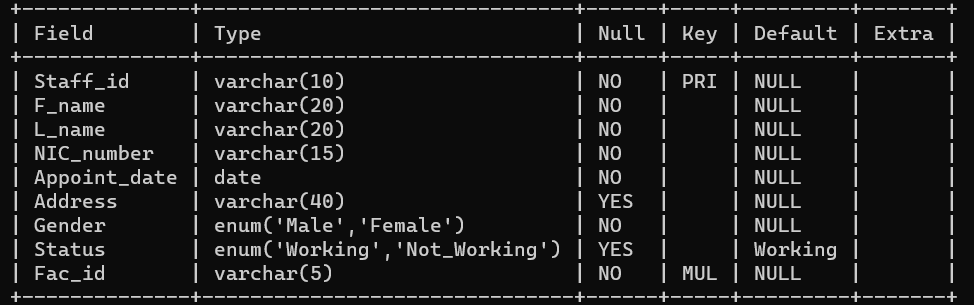 +---------------+-------------------------------+------+-----+---------+-------+
| Field         | Type                          | Null | Key | Default | Extra |
+---------------+-------------------------------+------+-----+---------+-------+
| Staff_id      | varchar(10)                   | NO   | PRI | NULL    |       |
| F_name        | varchar(20)                   | NO   |     | NULL    |       |
| L_name        | varchar(20)                   | NO   |     | NULL    |       |
| NIC_number    | varchar(15)                   | NO   |     | NULL    |       |
| Appoint_date  | date                          | NO   |     | NULL    |       |
| Address       | varchar(40)                   | YES  |     | NULL    |       |
| Gender        | enum('Male','Female')         | NO   |     | NULL    |       |
| Status        | enum('Working','Not_Working') | YES  |     | Working |       |
| Fac_id        | varchar(5)                    | NO   | MUL | NULL    |       |
+---------------+-------------------------------+------+-----+---------+-------+